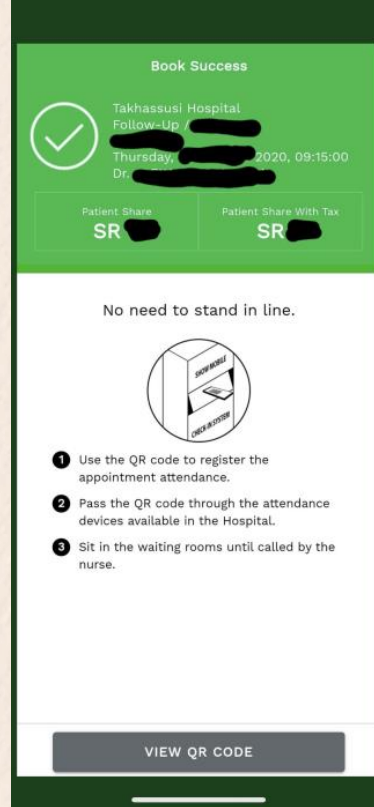 Book Success
Takhassusi Hospital
Follow-Up /
Thursday, 2020, 09:15:00
Dr.
Patient Share
SR
Patient Share With Tax
SR
No need to stand in line.
SHOW MOBILE
CHECK IN SYSTEM
1 Use the QR code to register the
appointment attendance.
2 Pass the QR code through the attendance
devices available in the Hospital.
3 Sit in the waiting rooms until called by the
nurse.
VIEW QR CODE